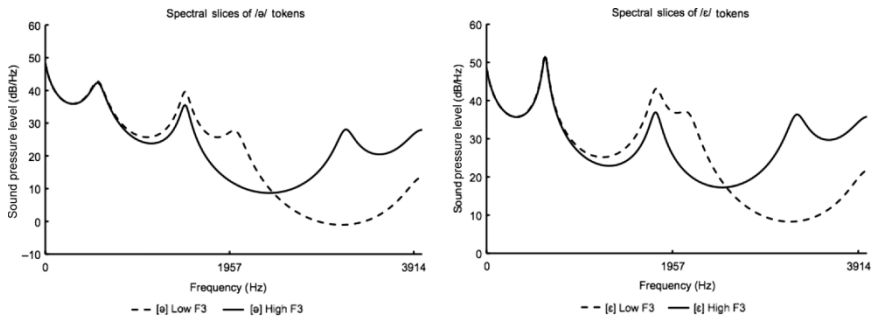 Spectral slices of /ə/ tokens
60
50
40
30
20
10
0
–10
Sound pressure level (dB/Hz)
0
1957
3914
Frequency (Hz)
[ə] Low F3
[ə] High F3
Spectral slices of /ɛ/ tokens
60
50
40
30
20
10
0
Sound pressure level (dB/Hz)
0
1957
3914
Frequency (Hz)
[ɛ] Low F3
[ɛ] High F3